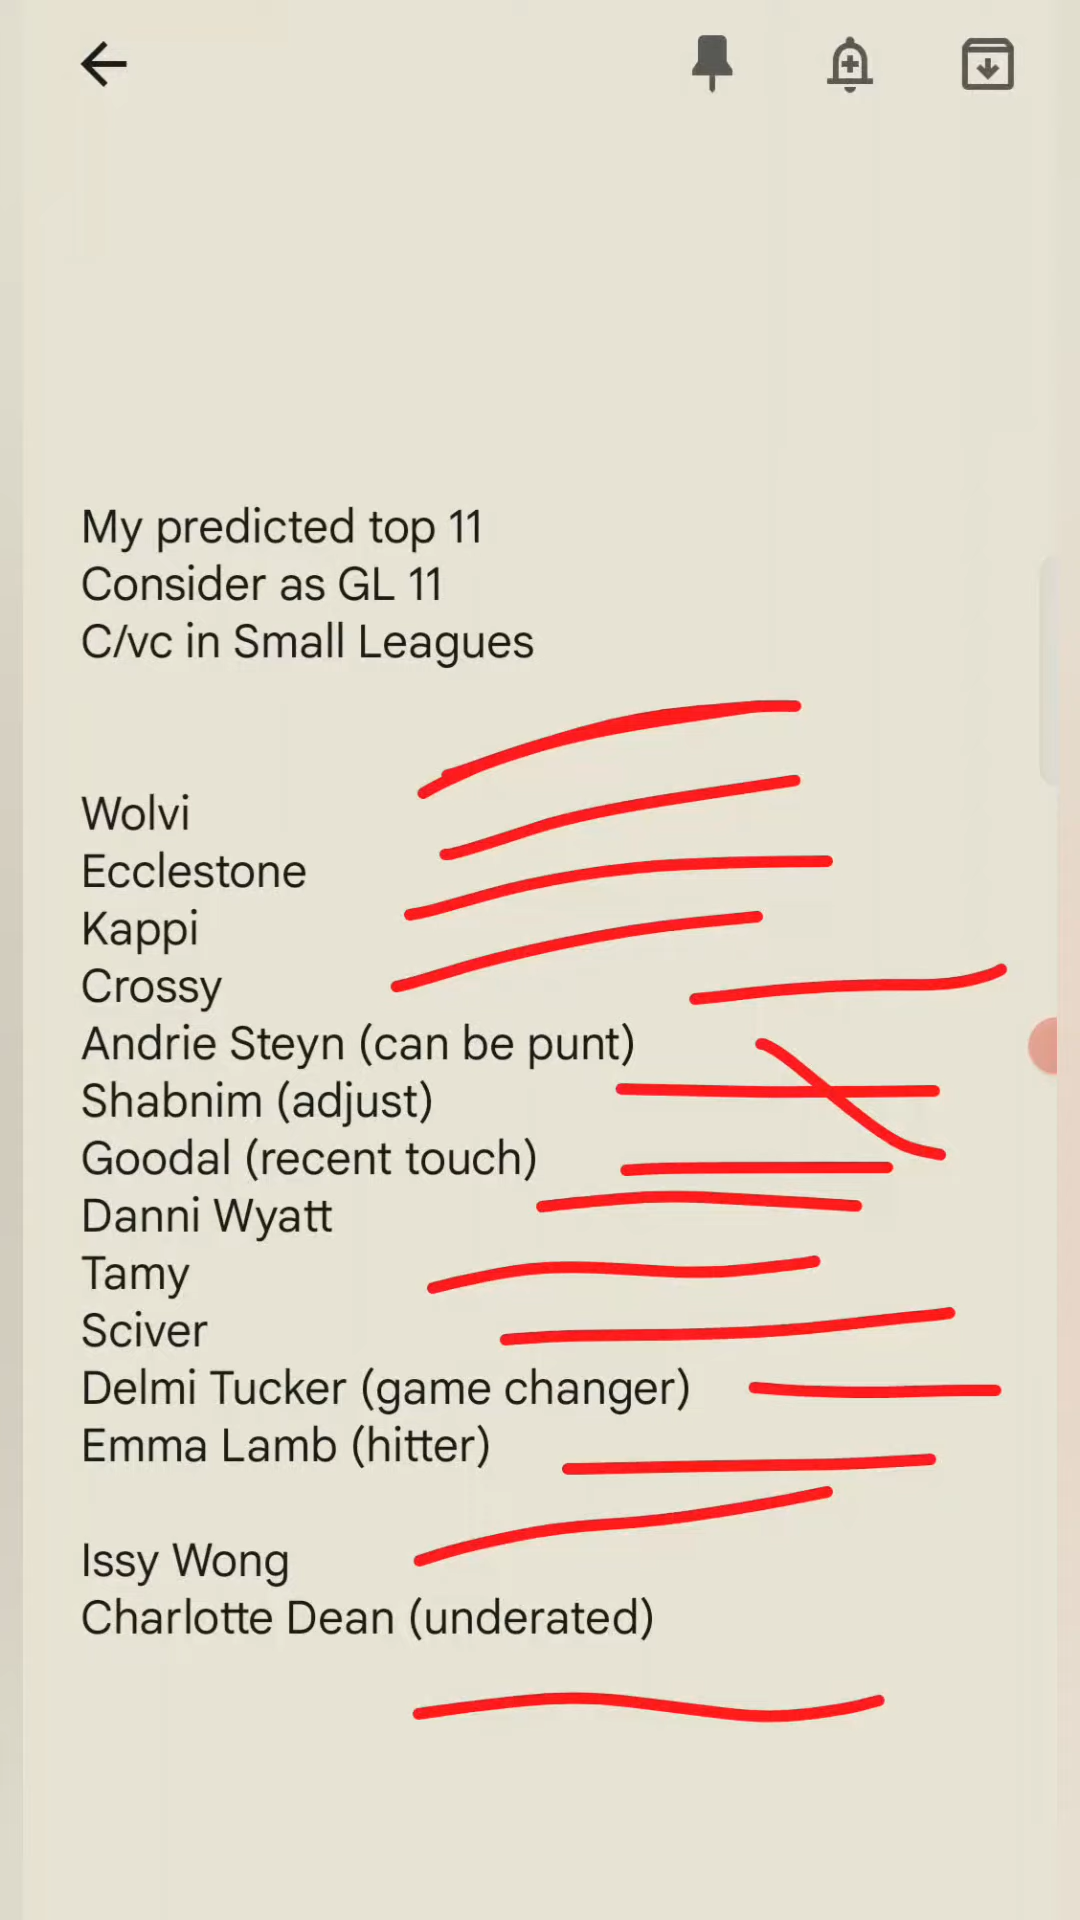 My predicted top 11
Consider as GL 11
C/vc in Small Leagues
Wolvi
Ecclestone
Kappi
Crossy
Andrie Steyn (can be punt)
Shabnim (adjust)
Goodal (recent touch)
Danni Wyatt
Tamy
Sciver
Delmi Tucker (game changer)
Emma Lamb (hitter)
Issy Wong
Charlotte Dean (underated)